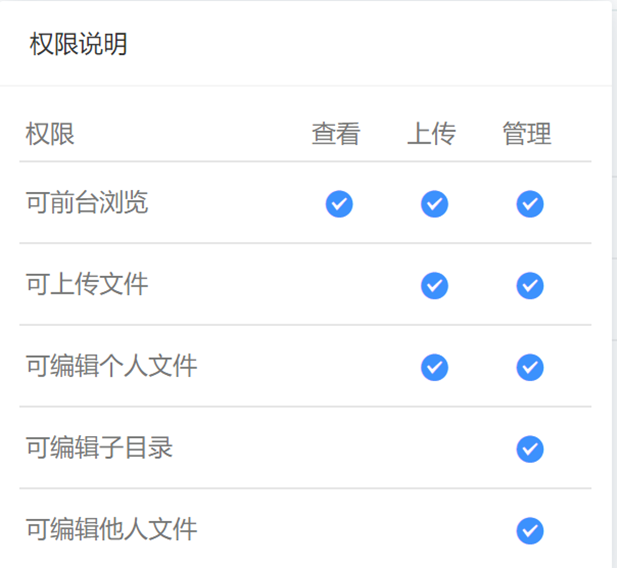 权限说明
权限 查看 上传 管理
可前台浏览
可上传文件
可编辑个人文件
可编辑子目录
可编辑他人文件